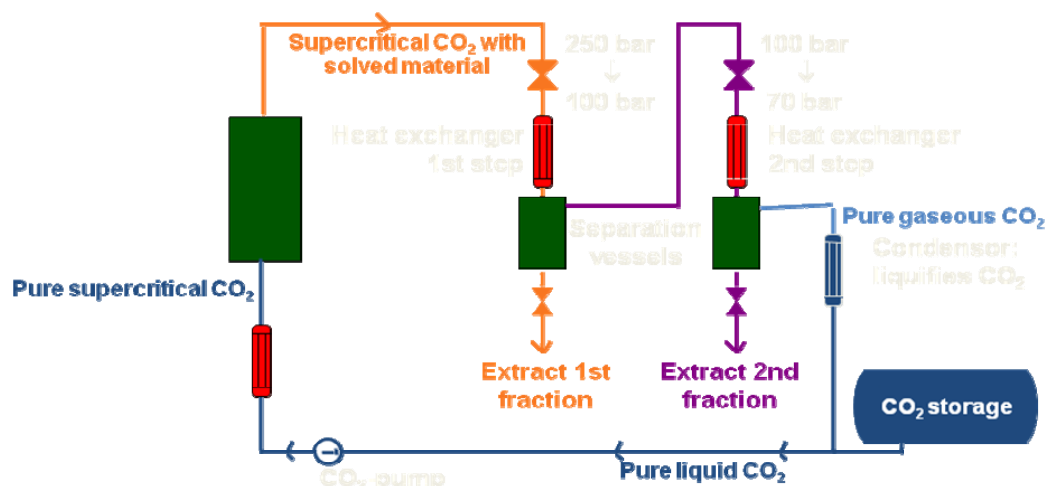 Supercritical CO₂ with
solved material
250 bar
↓
100 bar
100 bar
↓
70 bar
Heat exchanger
1st step
Heat exchanger
2nd step
Separation
vessels
Pure gaseous CO₂
Condensor:
liquifies CO₂
Pure supercritical CO₂
Extract 1st
fraction
Extract 2nd
fraction
CO₂ storage
Pure liquid CO₂
CO₂ pump